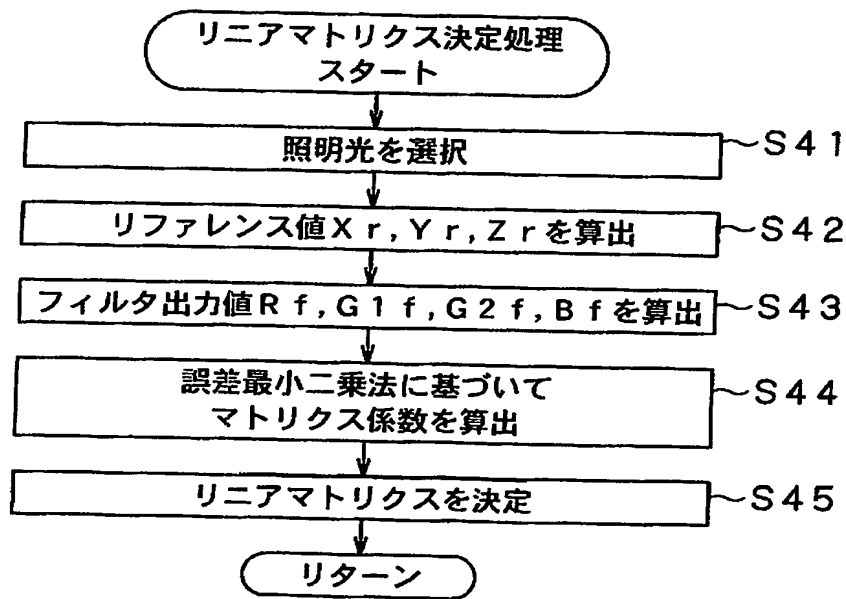 リニアマトリクス決定処理
スタート
照明光を選択
S41
リファレンス値Xr,Yr,Zrを算出
S42
フィルタ出力値Rf,G1f,G2f,Bfを算出
S43
誤差最小二乗法に基づいて
マトリクス係数を算出
S44
リニアマトリクスを決定
S45
リターン